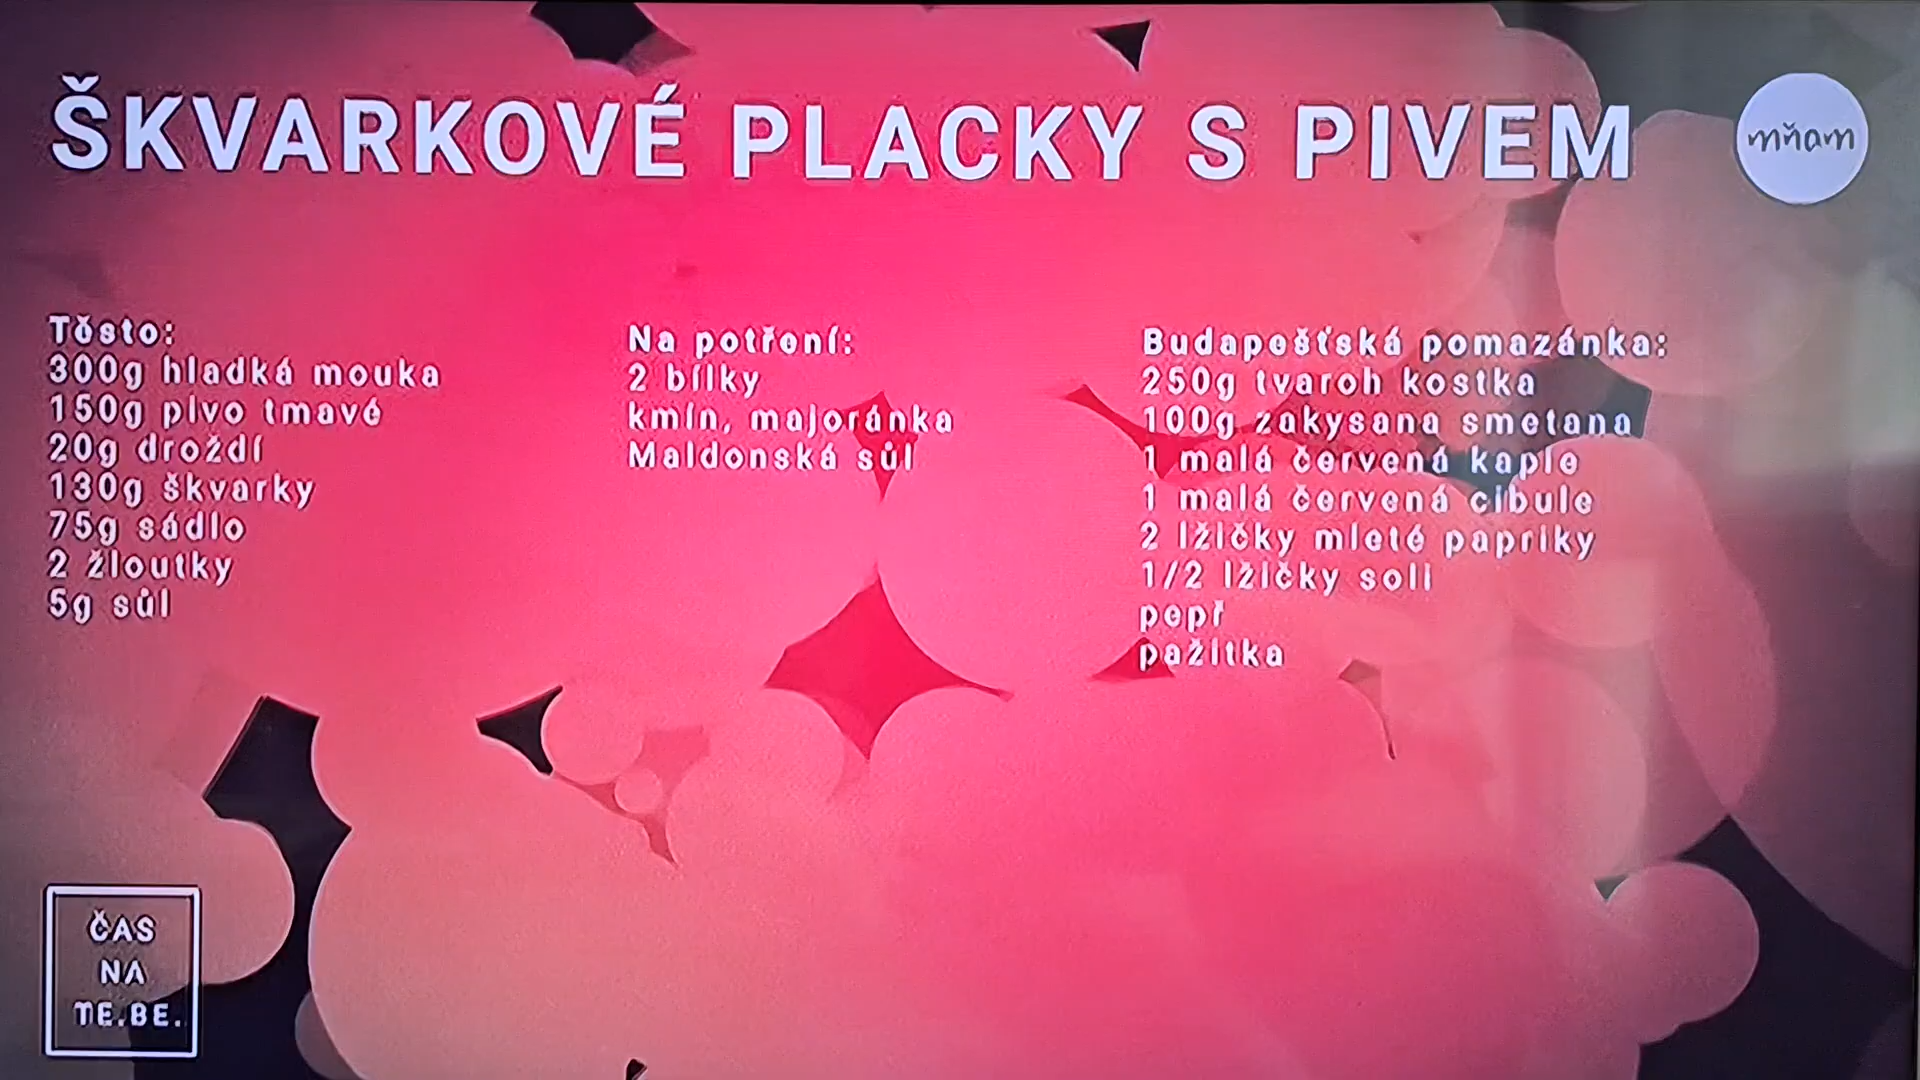 ŠKVARKOVÉ PLACKY S PIVEM
mňam
Těsto:
300g hladká mouka
150g pivo tmavé
20g droždí
130g škvarky
75g sádlo
2 žloutky
5g sůl
Na potření:
2 bílky
kmín, majoránka
Maldonská sůl
Budapešťská pomazánka:
250g tvaroh kostka
100g zakysana smetana
1 malá červená kapie
1 malá červená cibule
2 lžičky mleté papriky
1/2 lžičky soli
pepř
pažitka
ČAS
NA
TE.BE.